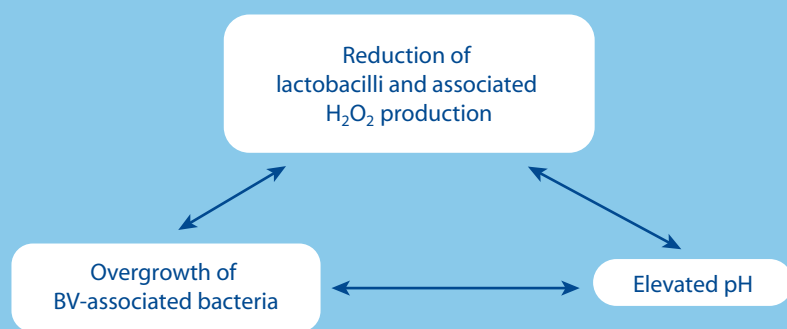 Reduction of
lactobacilli and associated
H₂O₂ production
Overgrowth of
BV-associated bacteria
Elevated pH